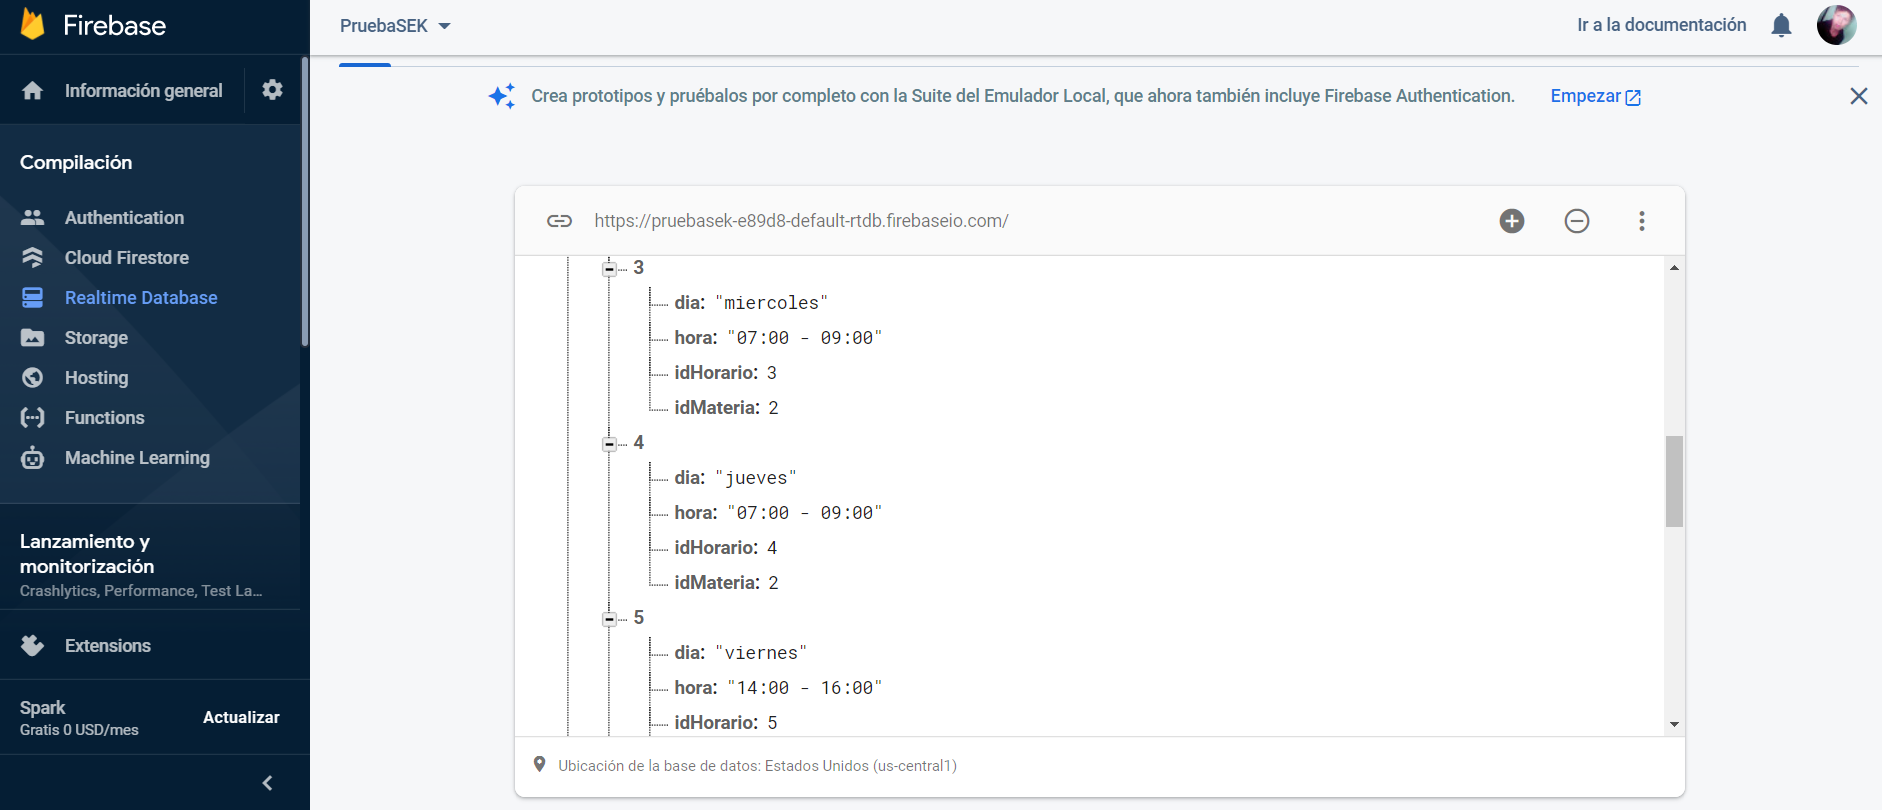 Firebase
PruebaSEK
Ir a la documentación
Información general
Crea prototipos y pruébalos por completo con la Suite del Emulador Local, que ahora también incluye Firebase Authentication.
Empezar
Compilación
Authentication
Cloud Firestore
Realtime Database
Storage
Hosting
Functions
Machine Learning
Lanzamiento y
monitorización
Crashlytics, Performance, Test La...
Extensions
Spark
Gratis 0 USD/mes
Actualizar
https://pruebasek-e89d8-default-rtdb.firebaseio.com/
3
dia: "miercoles"
hora: "07:00 - 09:00"
idHorario: 3
idMateria: 2
4
dia: "jueves"
hora: "07:00 - 09:00"
idHorario: 4
idMateria: 2
5
dia: "viernes"
hora: "14:00 - 16:00"
idHorario: 5
Ubicación de la base de datos: Estados Unidos (us-central1)